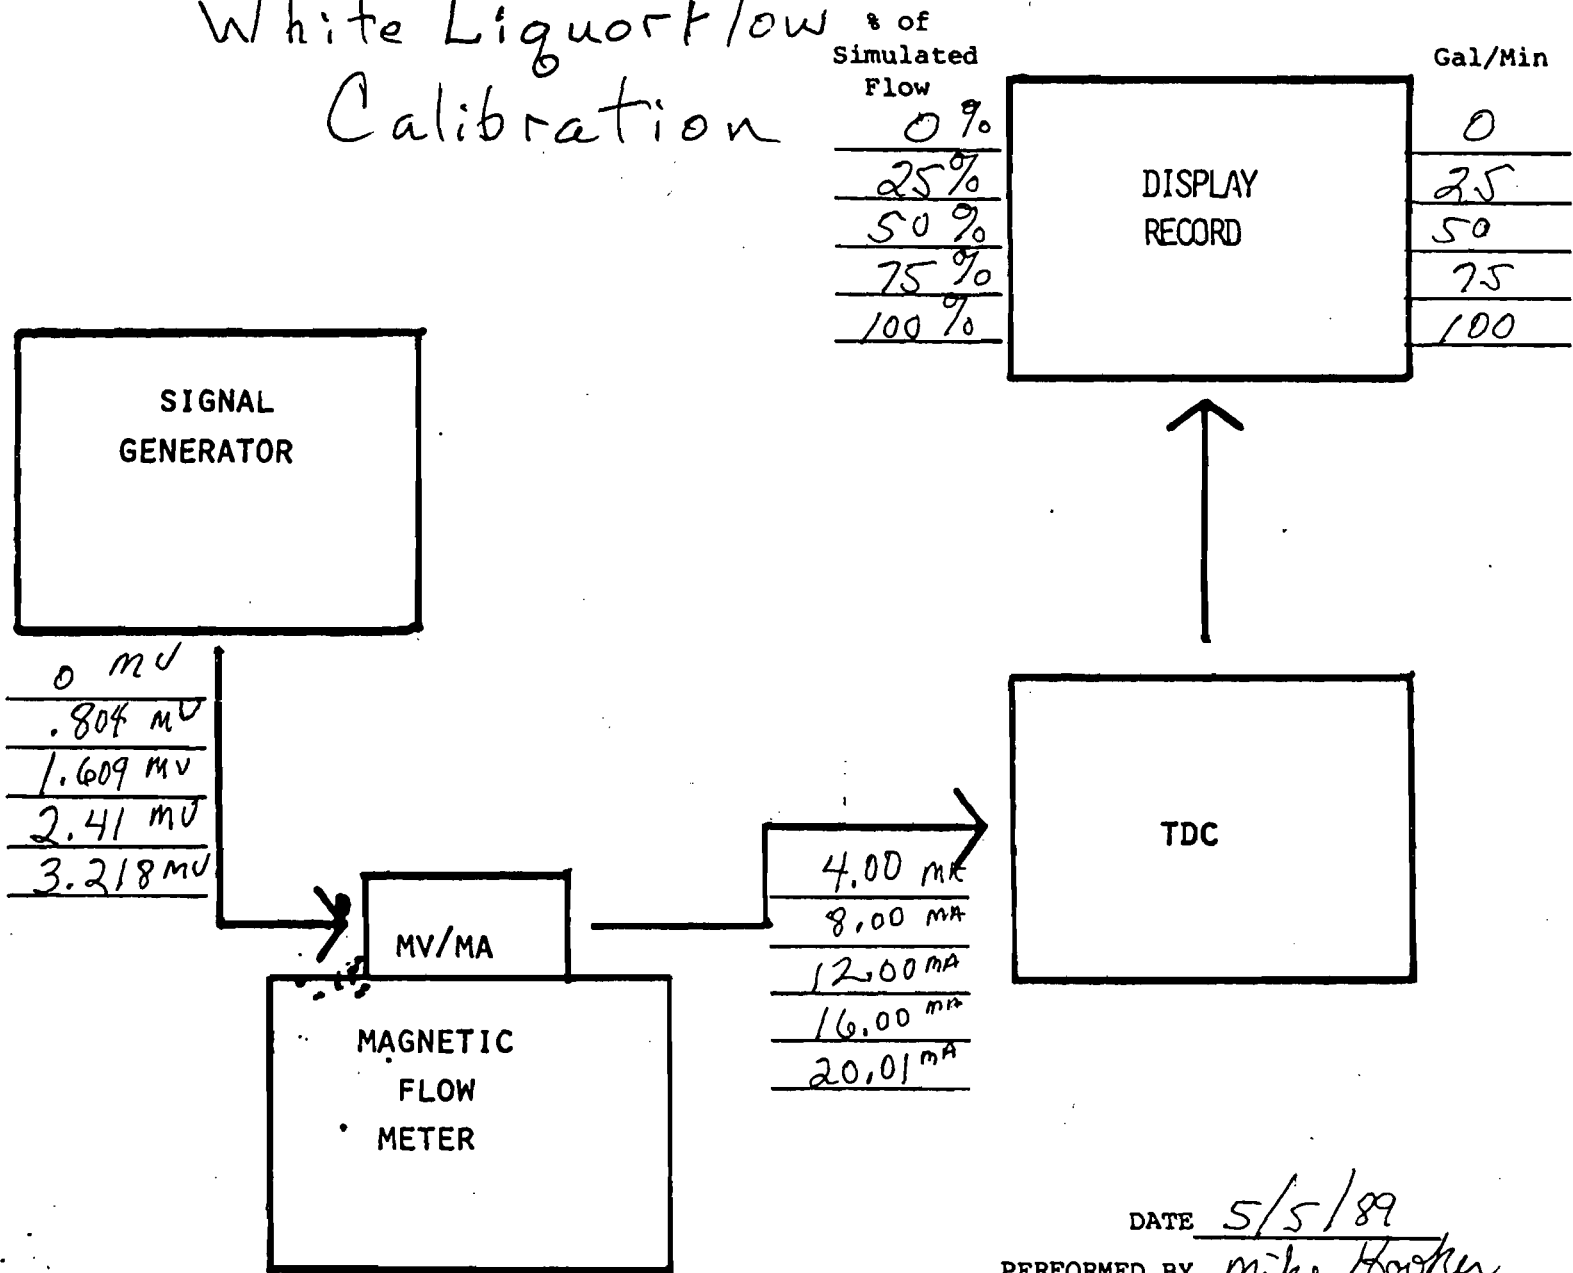 White Liquor Flow
Calibration
% of
Simulated
Flow
Gal/Min
0 %
25%
50 %
75 %
100 %
DISPLAY
RECORD
0
25
50
75
100
SIGNAL
GENERATOR
0 mV
.804 mV
1.609 mV
2.41 mV
3.218 mV
MV/MA
MAGNETIC
FLOW
METER
4.00 mA
8.00 mA
12.00 mA
16.00 mA
20.01 mA
TDC
DATE 5/5/89
PERFORMED BY Mike